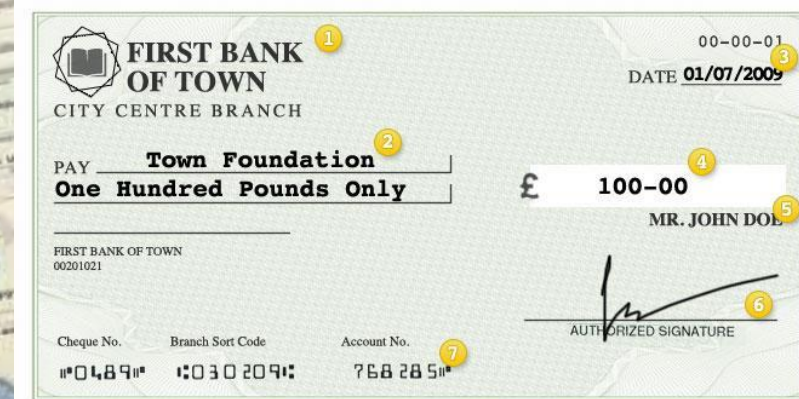 FIRST BANK 1
OF TOWN
CITY CENTRE BRANCH
00-00-01
3
DATE 01/07/2009
2
PAY Town Foundation
One Hundred Pounds Only
4
£ 100-00
5
MR. JOHN DOE
FIRST BANK OF TOWN
00201021
6
AUTHORIZED SIGNATURE
Cheque No. Branch Sort Code Account No. 7
⑈0489⑈ ⑆030209⑆ 768285⑈